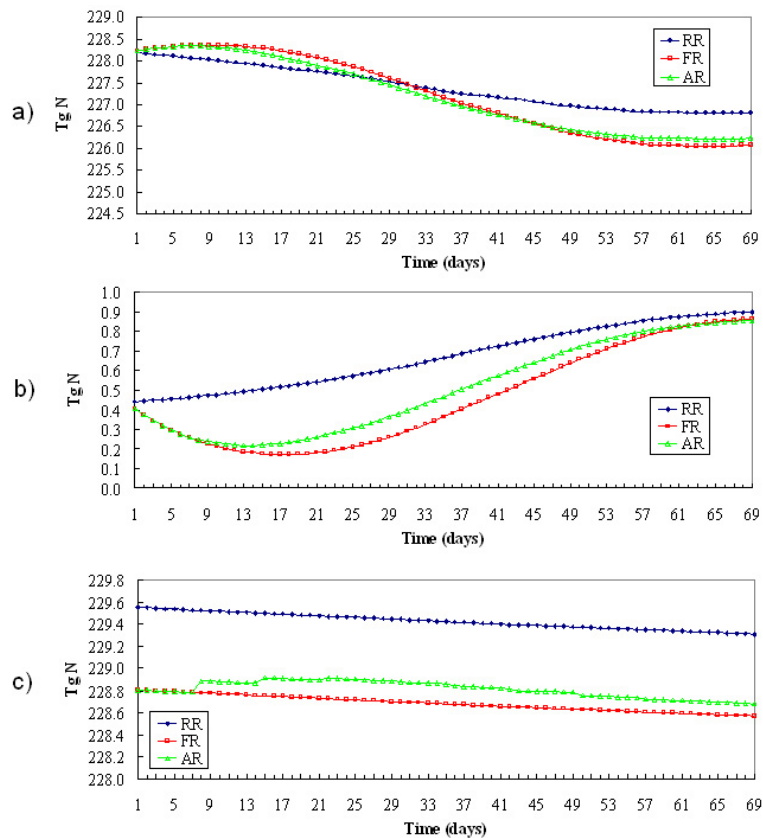 a)
Tg N
229.0
228.5
228.0
227.5
227.0
226.5
226.0
225.5
225.0
224.5
RR
FR
AR
1 5 9 13 17 21 25 29 33 37 41 45 49 53 57 61 65 69
Time (days)
b)
Tg N
1.0
0.9
0.8
0.7
0.6
0.5
0.4
0.3
0.2
0.1
0.0
RR
FR
AR
1 5 9 13 17 21 25 29 33 37 41 45 49 53 57 61 65 69
Time (days)
c)
Tg N
229.8
229.6
229.4
229.2
229.0
228.8
228.6
228.4
228.2
228.0
RR
FR
AR
1 5 9 13 17 21 25 29 33 37 41 45 49 53 57 61 65 69
Time (days)